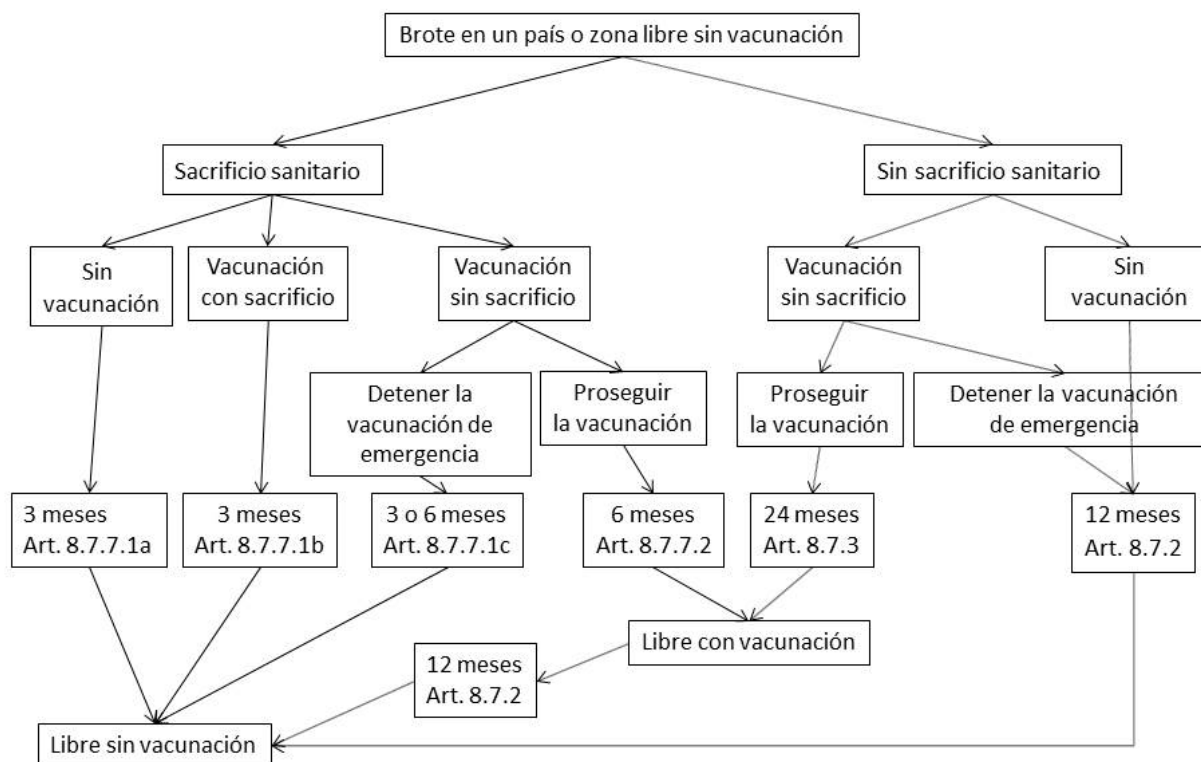 Brote en un país o zona libre sin vacunación
Sacrificio sanitario
Sin sacrificio sanitario
Sin
vacunación
Vacunación
con sacrificio
Vacunación
sin sacrificio
Vacunación
sin sacrificio
Sin
vacunación
Detener la
vacunación de
emergencia
Proseguir
la vacunación
Proseguir
la vacunación
Detener la vacunación
de emergencia
3 meses
Art. 8.7.7.1a
3 meses
Art. 8.7.7.1b
3 o 6 meses
Art. 8.7.7.1c
6 meses
Art. 8.7.7.2
24 meses
Art. 8.7.3
12 meses
Art. 8.7.2
Libre con vacunación
12 meses
Art. 8.7.2
Libre sin vacunación